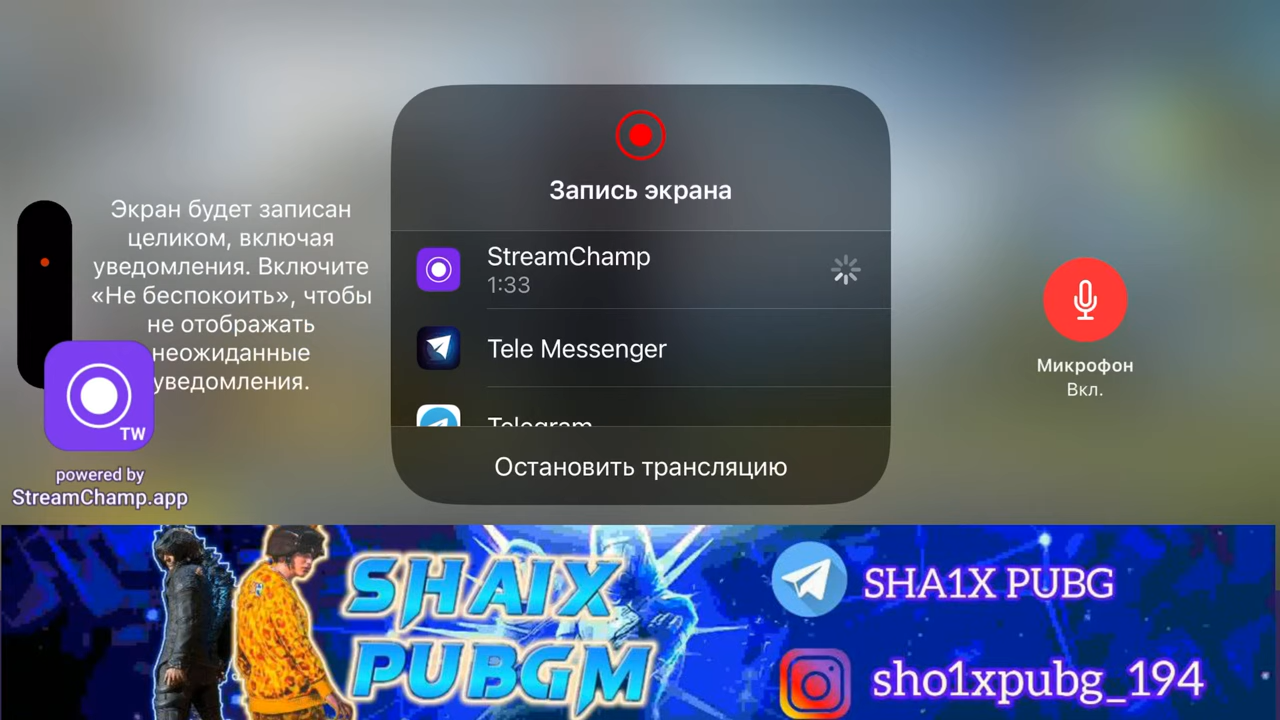 Запись экрана
Экран будет записан
целиком, включая
уведомления. Включите
«Не беспокоить», чтобы
не отображать
неожиданные
уведомления.
StreamChamp
1:33
Tele Messenger
Telegram
Остановить трансляцию
Микрофон
Вкл.
TW
powered by
StreamChamp.app
SHAIX
PUBGM
SHA1X PUBG
sho1xpubg_194